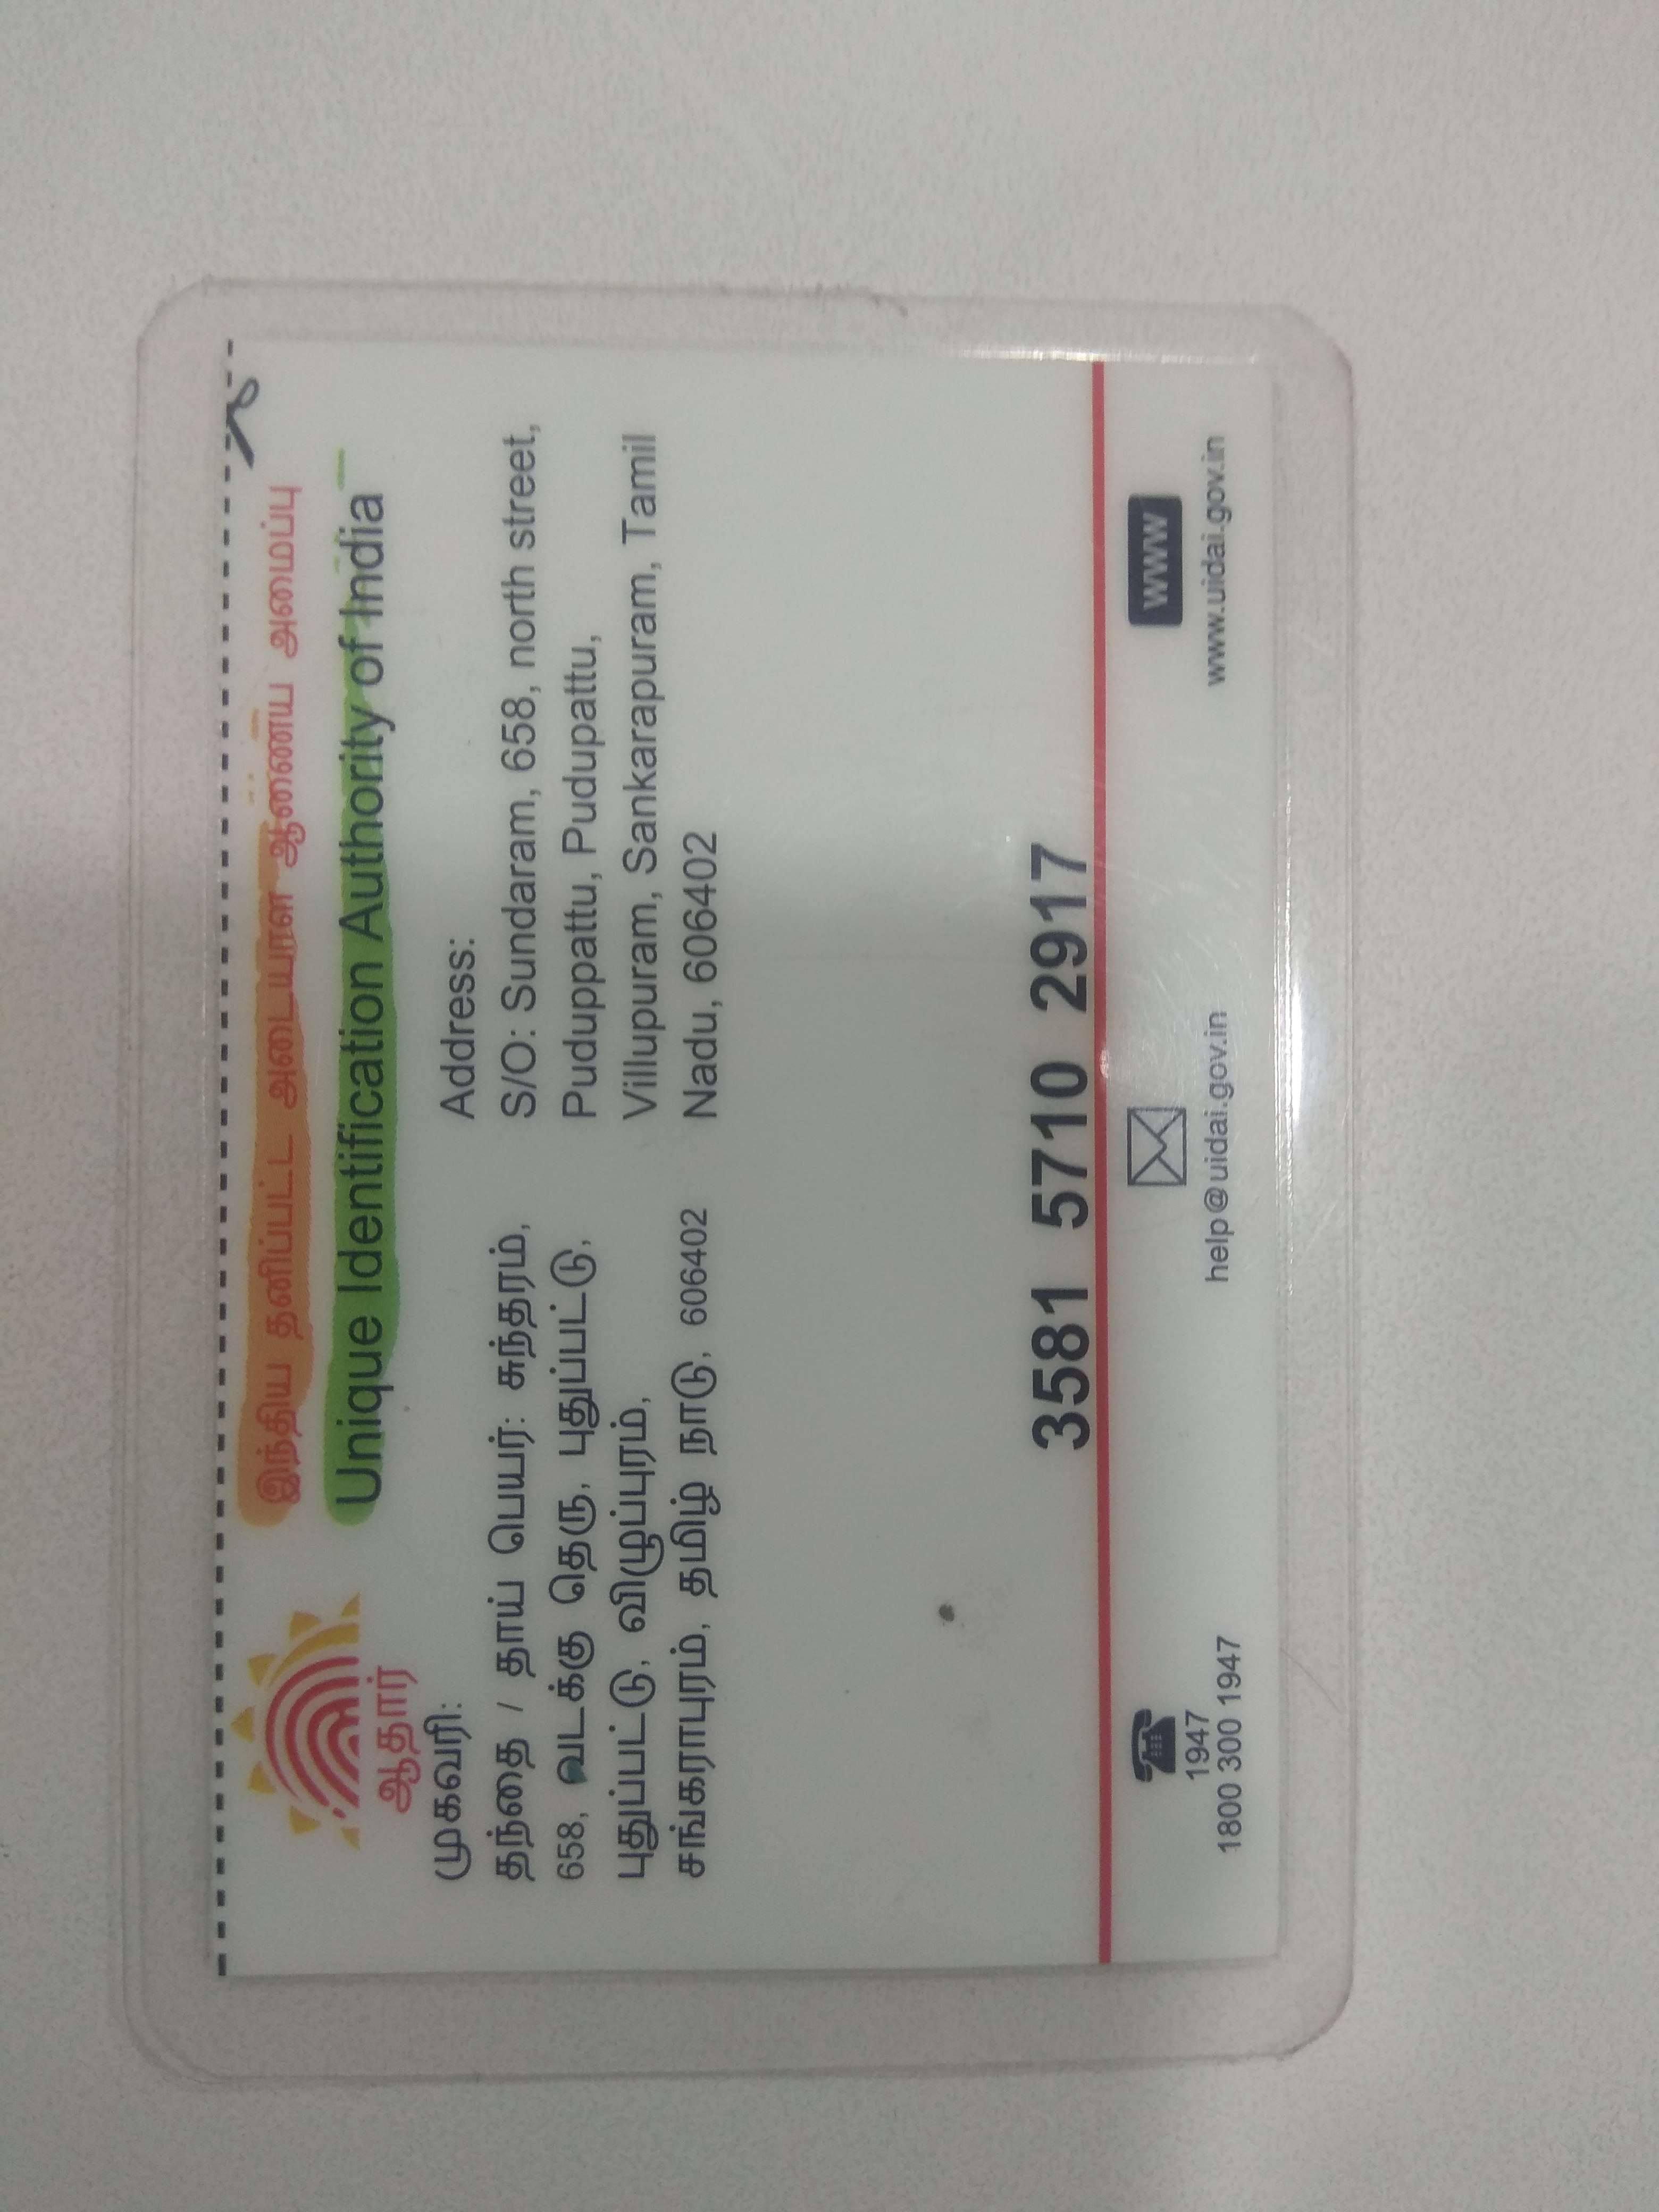 இந்திய தனிப்பட்ட அடையாள ஆணைய அமைப்பு
Unique Identification Authority of India
ஆதார்
முகவரி:
தந்தை / தாய் பெயர்: சுந்தரம்,
658, வடக்கு தெரு, புதுப்பட்டு,
புதுப்பட்டு, விழுப்புரம்,
சங்கராபுரம், தமிழ் நாடு, 606402
Address:
S/O: Sundaram, 658, north street,
Puduppattu, Pudupattu,
Villupuram, Sankarapuram, Tamil
Nadu, 606402
3581 5710 2917
1947
1800 300 1947
help@uidai.gov.in
WWW
www.uidai.gov.in